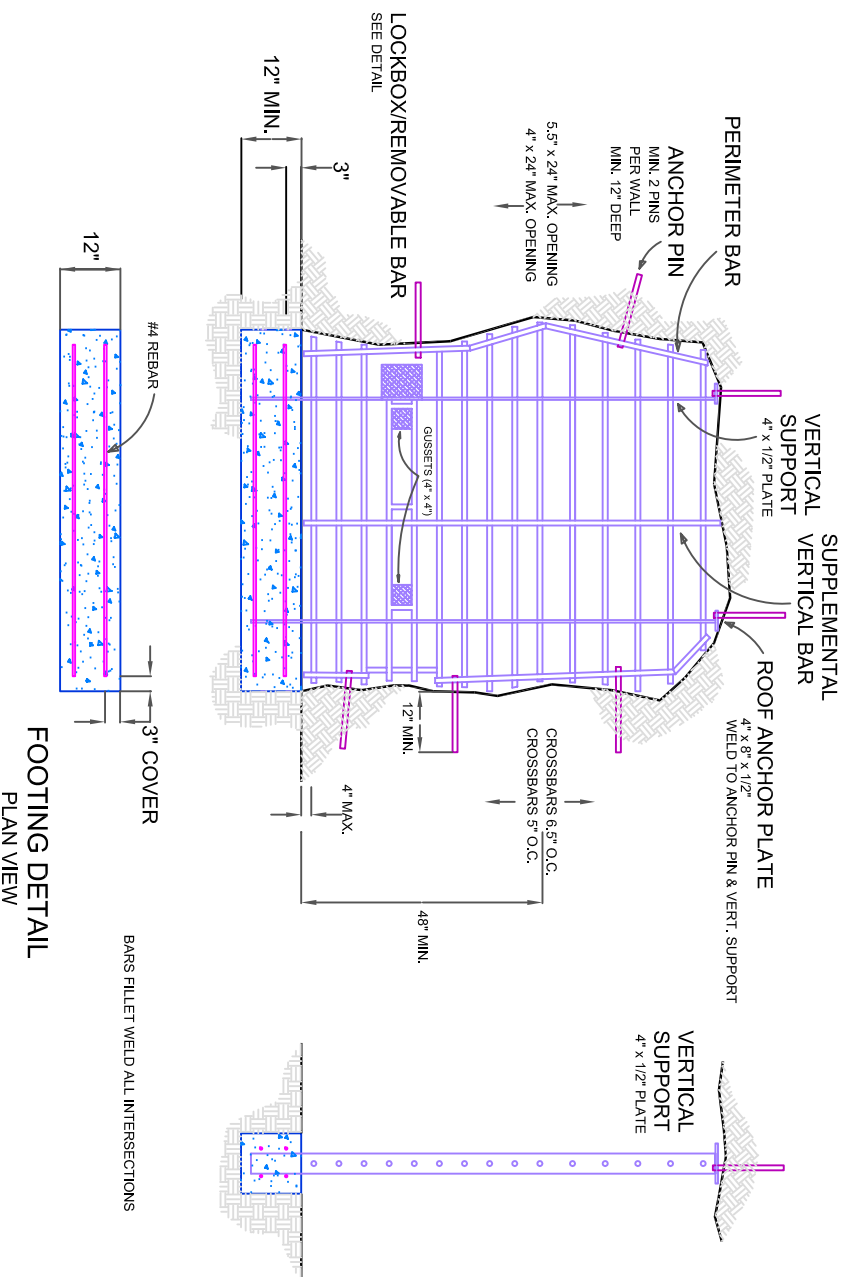 LOCKBOX/REMOVABLE BAR
SEE DETAIL
5.5" x 24" MAX. OPENING
4" x 24" MAX. OPENING
ANCHOR PIN
MIN. 2 PINS
PER WALL
MIN. 12" DEEP
PERIMETER BAR
VERTICAL
SUPPORT
4" x 1/2" PLATE
SUPPLEMENTAL
VERTICAL BAR
ROOF ANCHOR PLATE
4" x 8" x 1/2"
WELD TO ANCHOR PIN & VERT. SUPPORT
GUSSETS (4" x 4")
12" MIN.
3"
12" MIN.
CROSSBARS 6.5" O.C.
CROSSBARS 5" O.C.
4" MAX.
48" MIN.
VERTICAL
SUPPORT
4" x 1/2" PLATE
12"
#4 REBAR
3" COVER
FOOTING DETAIL
PLAN VIEW
BARS FILLET WELD ALL INTERSECTIONS